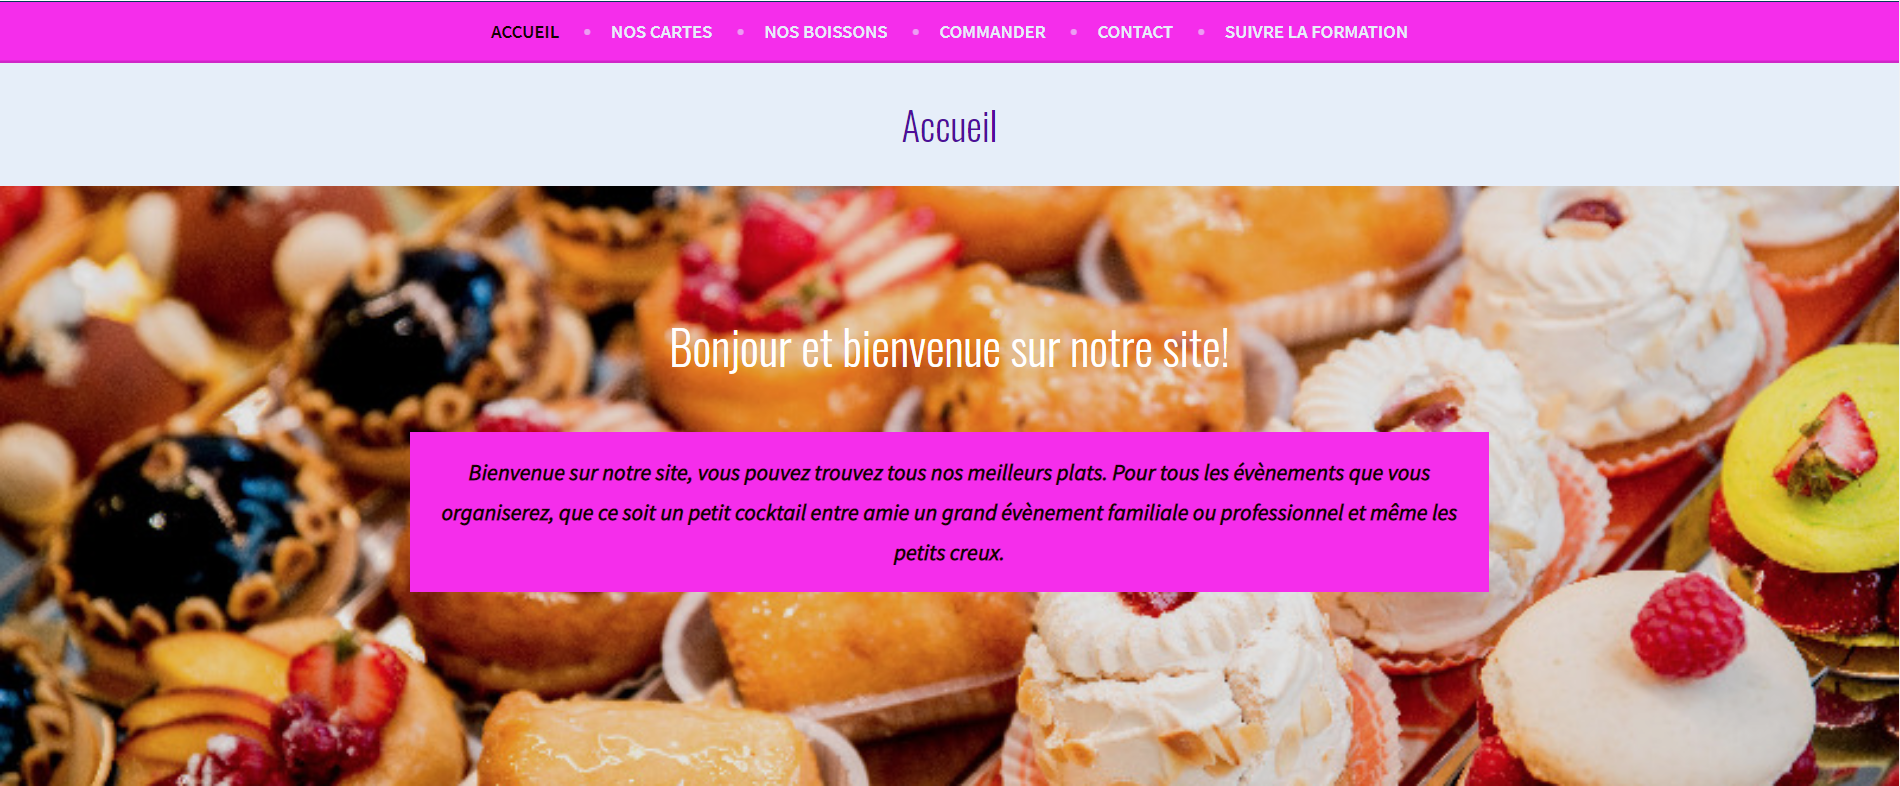 ACCUEIL • NOS CARTES • NOS BOISSONS • COMMANDER • CONTACT • SUIVRE LA FORMATION
Accueil
Bonjour et bienvenue sur notre site!
Bienvenue sur notre site, vous pouvez trouvez tous nos meilleurs plats. Pour tous les évènements que vous
organiserez, que ce soit un petit cocktail entre amie un grand évènement familiale ou professionnel et même les
petits creux.